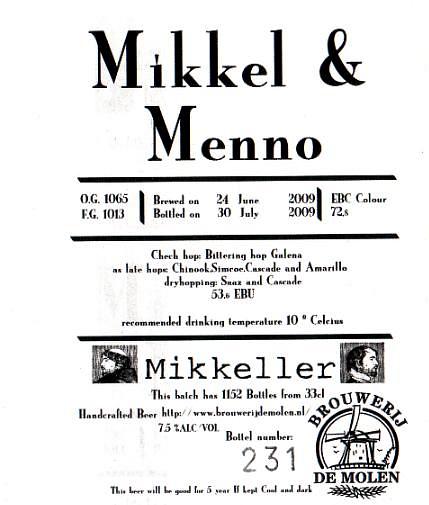 Mikkel &
Menno
O.G. 1065
F.G. 1013
Brewed on 24 June 2009
Bottled on 30 July 2009
EBC Colour
72,8
Chech hop: Bittering hop Galena
as late hops: Chinook,Simcoe,Cascade and Amarillo
dryhopping: Saaz and Cascade
53,6 EBU
recommended drinking temperature 10 ° Celcius
Mikkeller
This batch has 1152 Bottles from 33cl
Handcrafted Beer http://www.brouwerijdemolen.nl/
7.5 %ALC/VOL
Bottel number:
231
BROUWERIJ
DE MOLEN
This beer will be good for 5 year If kept Cool and dark